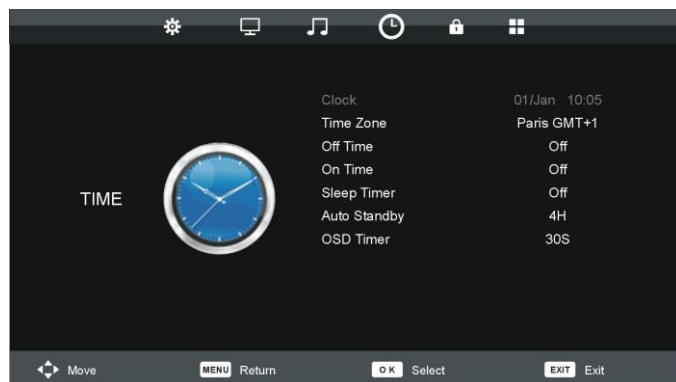 Clock 01/Jan 10:05
Time Zone Paris GMT+1
Off Time Off
On Time Off
TIME
Sleep Timer Off
Auto Standby 4H
OSD Timer 30S
Move MENU Return OK Select EXIT Exit